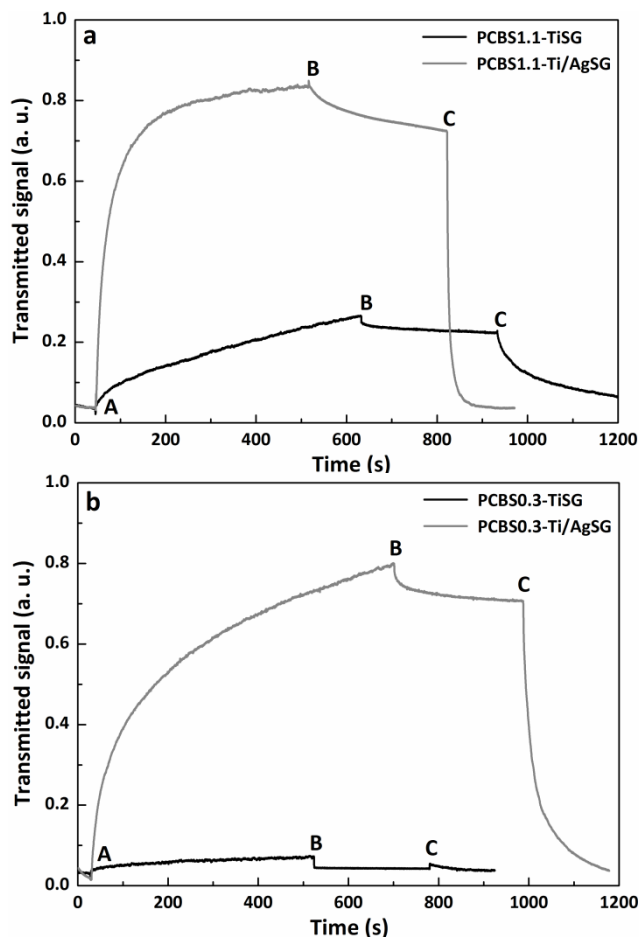 a
PCBS1.1-TiSG
PCBS1.1-Ti/AgSG
B
C
B
C
A
Transmitted signal (a. u.)
1.0
0.8
0.6
0.4
0.2
0.0
0 200 400 600 800 1000 1200
Time (s)
b
PCBS0.3-TiSG
PCBS0.3-Ti/AgSG
B
C
A
B
C
Transmitted signal (a. u.)
1.0
0.8
0.6
0.4
0.2
0.0
0 200 400 600 800 1000 1200
Time (s)